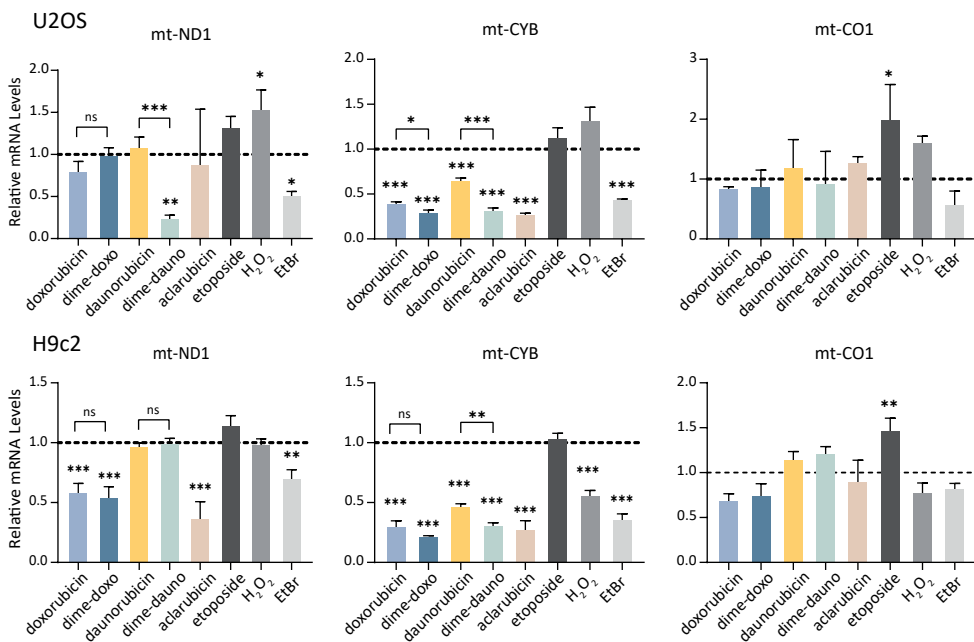 U2OS
mt-ND1
Relative mRNA Levels
2.0
1.5
1.0
0.5
0.0
ns
***
**
*
*
doxorubicin
dime-doxo
daunorubicin
dime-dauno
aclarubicin
etoposide
H2O2
EtBr
mt-CYB
2.0
1.5
1.0
0.5
0.0
*
***
***
***
***
***
***
***
doxorubicin
dime-doxo
daunorubicin
dime-dauno
aclarubicin
etoposide
H2O2
EtBr
mt-CO1
3
2
1
0
*
doxorubicin
dime-doxo
daunorubicin
dime-dauno
aclarubicin
etoposide
H2O2
EtBr
H9c2
mt-ND1
Relative mRNA Levels
1.5
1.0
0.5
0.0
ns
ns
***
***
***
**
doxorubicin
dime-doxo
daunorubicin
dime-dauno
aclarubicin
etoposide
H2O2
EtBr
mt-CYB
1.5
1.0
0.5
0.0
ns
**
***
***
***
***
***
***
***
doxorubicin
dime-doxo
daunorubicin
dime-dauno
aclarubicin
etoposide
H2O2
EtBr
mt-CO1
2.0
1.5
1.0
0.5
0.0
**
doxorubicin
dime-doxo
daunorubicin
dime-dauno
aclarubicin
etoposide
H2O2
EtBr